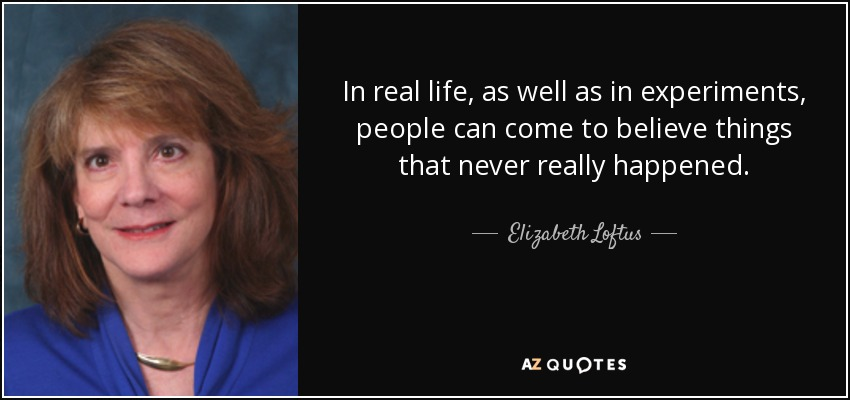 In real life, as well as in experiments,
people can come to believe things
that never really happened.
Elizabeth Loftus
AZ QUOTES